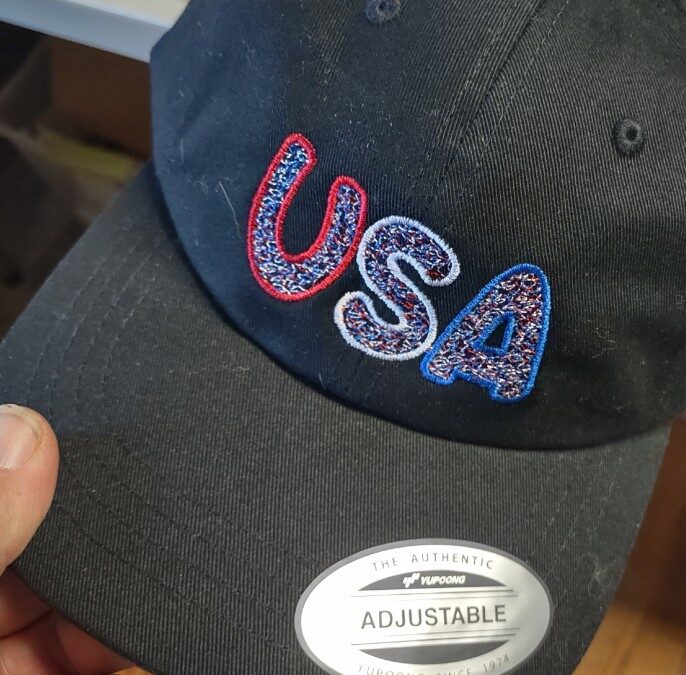 USA
THE AUTHENTIC
YUPOONG
ADJUSTABLE
YUPOONG SINCE 1974